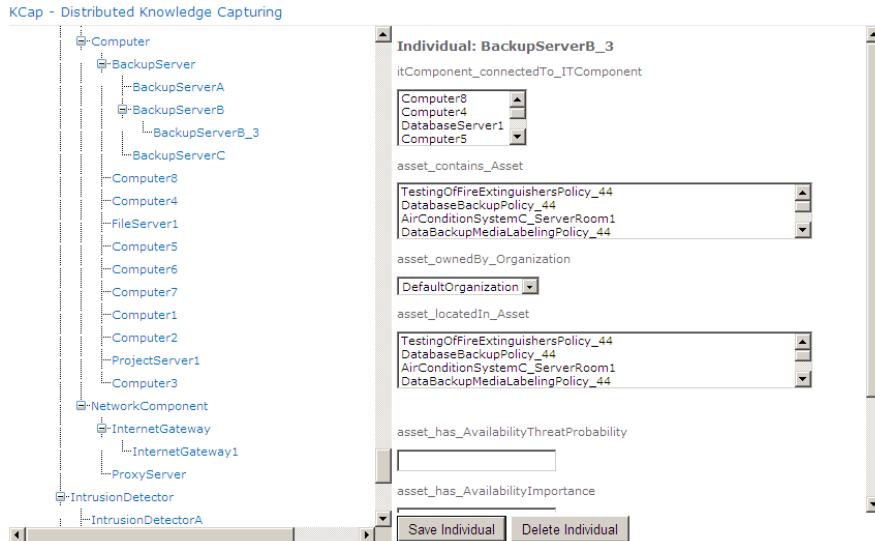 KCap - Distributed Knowledge Capturing
Computer
BackupServer
BackupServerA
BackupServerB
BackupServerB_3
BackupServerC
Computer8
Computer4
FileServer1
Computer5
Computer6
Computer7
Computer1
Computer2
ProjectServer1
Computer3
NetworkComponent
InternetGateway
InternetGateway1
ProxyServer
IntrusionDetector
IntrusionDetectorA
Individual: BackupServerB_3
itComponent_connectedTo_ITComponent
Computer8
Computer4
DatabaseServer1
Computer5
asset_contains_Asset
TestingOfFireExtinguishersPolicy_44
DatabaseBackupPolicy_44
AirConditionSystemC_ServerRoom1
DataBackupMediaLabelingPolicy_44
asset_ownedBy_Organization
DefaultOrganization
asset_locatedIn_Asset
TestingOfFireExtinguishersPolicy_44
DatabaseBackupPolicy_44
AirConditionSystemC_ServerRoom1
DataBackupMediaLabelingPolicy_44
asset_has_AvailabilityThreatProbability
asset_has_AvailabilityImportance
Save Individual Delete Individual